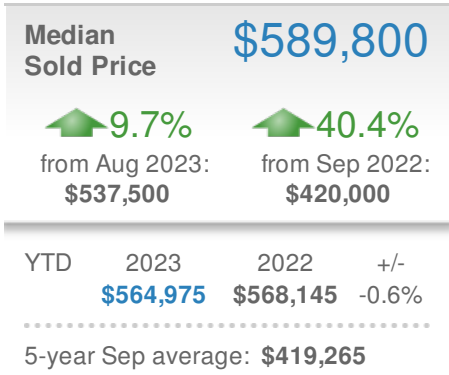 Median $589,800
Sold Price
9.7% 40.4%
from Aug 2023: from Sep 2022:
$537,500 $420,000
YTD 2023 2022 +/-
$564,975 $568,145 -0.6%
5-year Sep average: $419,265